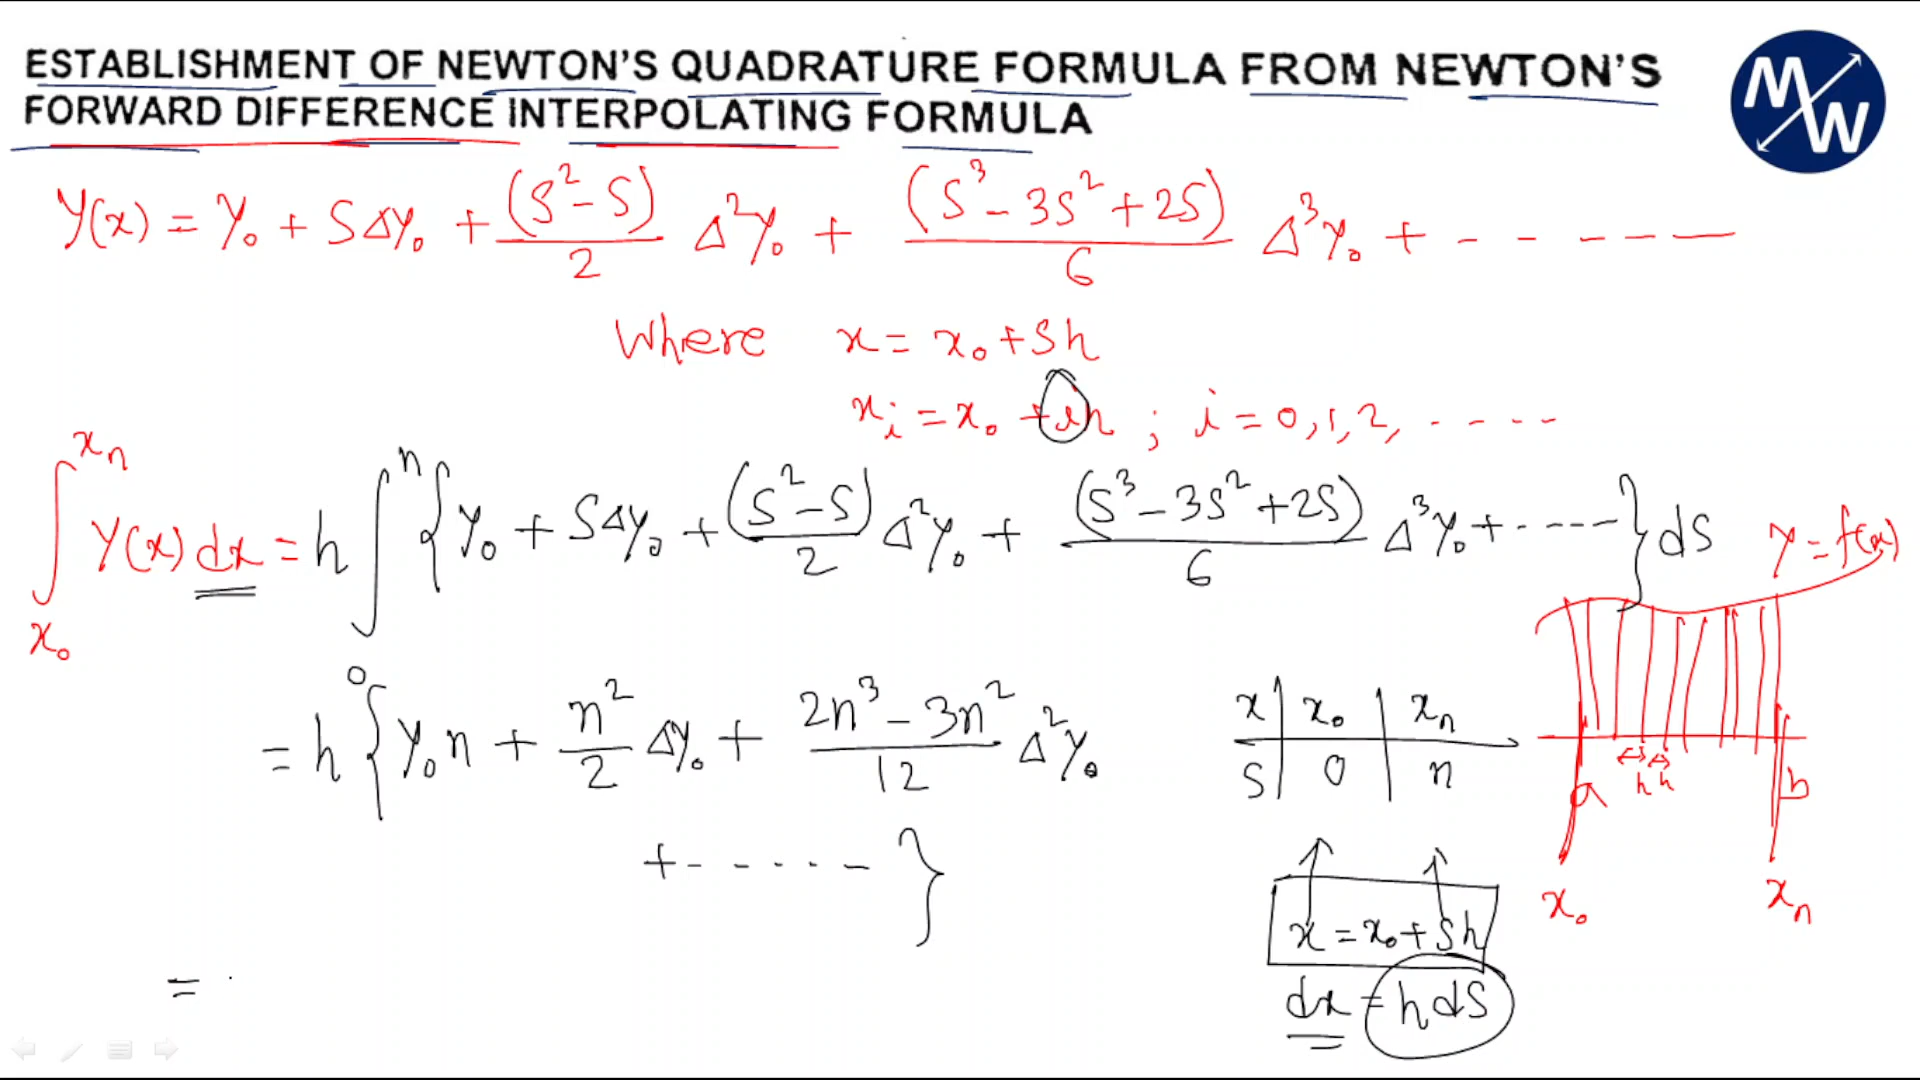 ESTABLISHMENT OF NEWTON'S QUADRATURE FORMULA FROM NEWTON'S
FORWARD DIFFERENCE INTERPOLATING FORMULA
MW
Y(x) = Y₀ + SΔY₀ + (S² - S)/2 Δ²Y₀ + (S³ - 3S² + 2S)/6 Δ³Y₀ + - - - - -
Where x = x₀ + Sh
xᵢ = x₀ + ih ; i = 0, 1, 2, - - - -
∫ₓ₀ˣⁿ Y(x) dx = h ∫₀ⁿ { Y₀ + SΔY₀ + (S² - S)/2 Δ²Y₀ + (S³ - 3S² + 2S)/6 Δ³Y₀ + - - - - } dS
Y = f(x)
= h { Y₀n + n²/2 ΔY₀ + (2n³ - 3n²)/12 Δ²Y₀
+ - - - - - }
x | x₀ | xₙ
S | 0 | n
h h
a b
x₀ xₙ
x = x₀ + Sh
dx = h dS
=